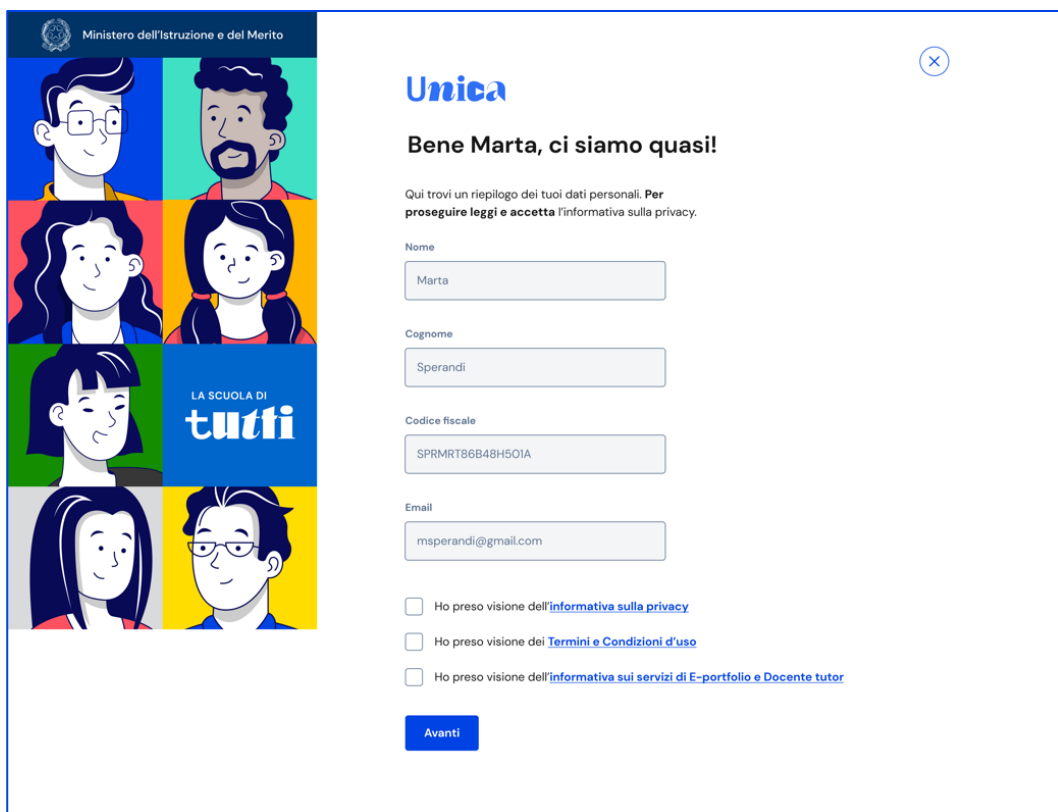 Ministero dell'Istruzione e del Merito
LA SCUOLA DI
tutti
Unica
Bene Marta, ci siamo quasi!
Qui trovi un riepilogo dei tuoi dati personali. Per
proseguire leggi e accetta l'informativa sulla privacy.
Nome
Marta
Cognome
Sperandi
Codice fiscale
SPRMRT86B48H501A
Email
msperandi@gmail.com
Ho preso visione dell'informativa sulla privacy
Ho preso visione dei Termini e Condizioni d'uso
Ho preso visione dell'informativa sui servizi di E-portfolio e Docente tutor
Avanti